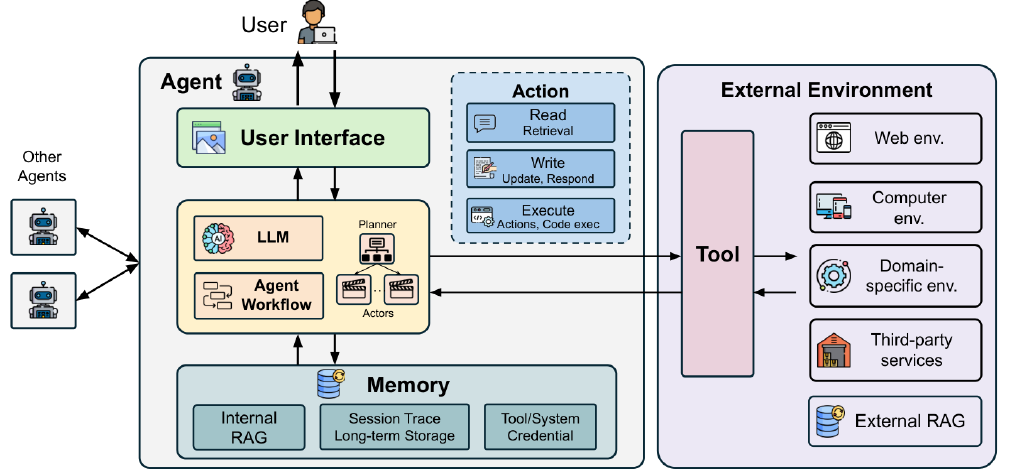 User
Agent
User Interface
Other
Agents
AI
LLM
Agent
Workflow
Planner
..
Actors
Action
Read
Retrieval
Write
Update, Respond
Execute
Actions, Code exec
Memory
Internal
RAG
Session Trace
Long-term Storage
Tool/System
Credential
External Environment
Tool
Web env.
Computer
env.
Domain-
specific env.
Third-party
services
External RAG